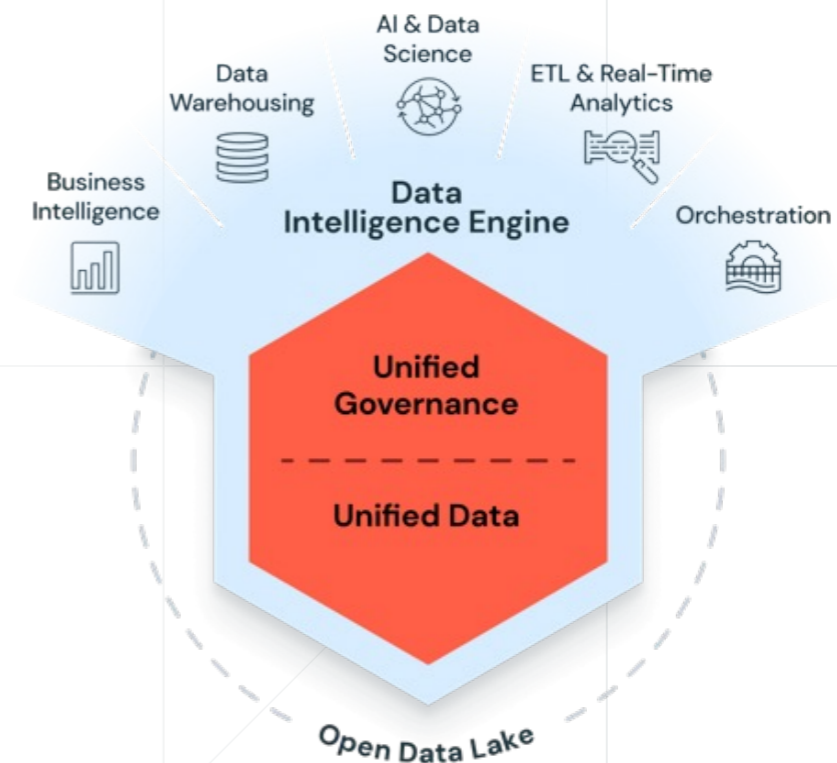 AI & Data
Science
Data
Warehousing
ETL & Real-Time
Analytics
Business
Intelligence
Data
Intelligence Engine
Orchestration
Unified
Governance
Unified Data
Open Data Lake